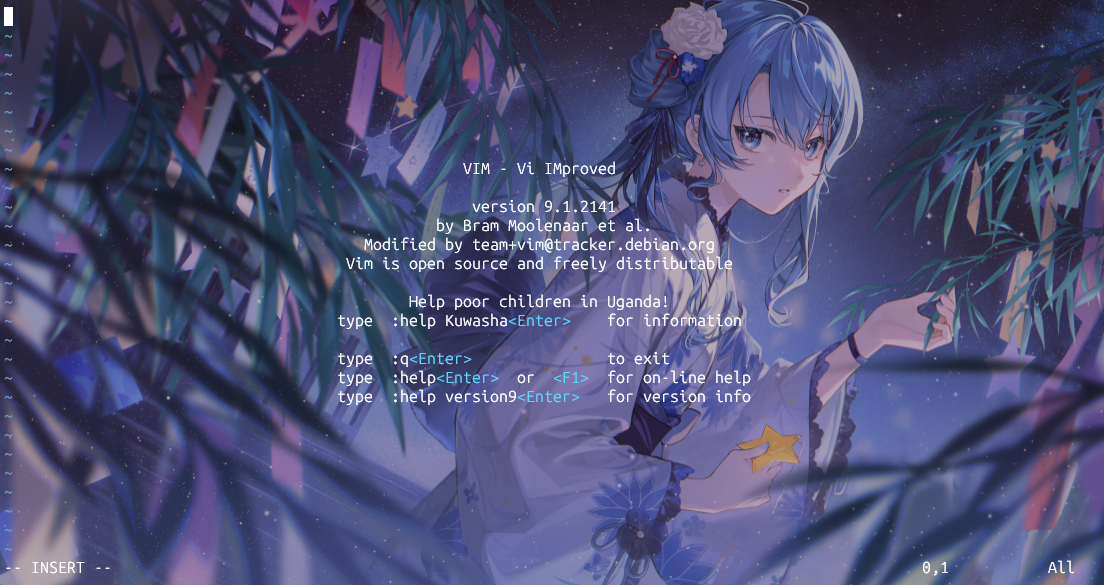 ~
~
~
~
~
~
~
~ VIM - Vi IMproved
~
~ version 9.1.2141
~ by Bram Moolenaar et al.
~ Modified by team+vim@tracker.debian.org
~ Vim is open source and freely distributable
~
~ Help poor children in Uganda!
~ type :help Kuwasha<Enter> for information
~
~ type :q<Enter> to exit
~ type :help<Enter> or <F1> for on-line help
~ type :help version9<Enter> for version info
~
~
~
~
~
~
~
~
-- INSERT -- 0,1 All